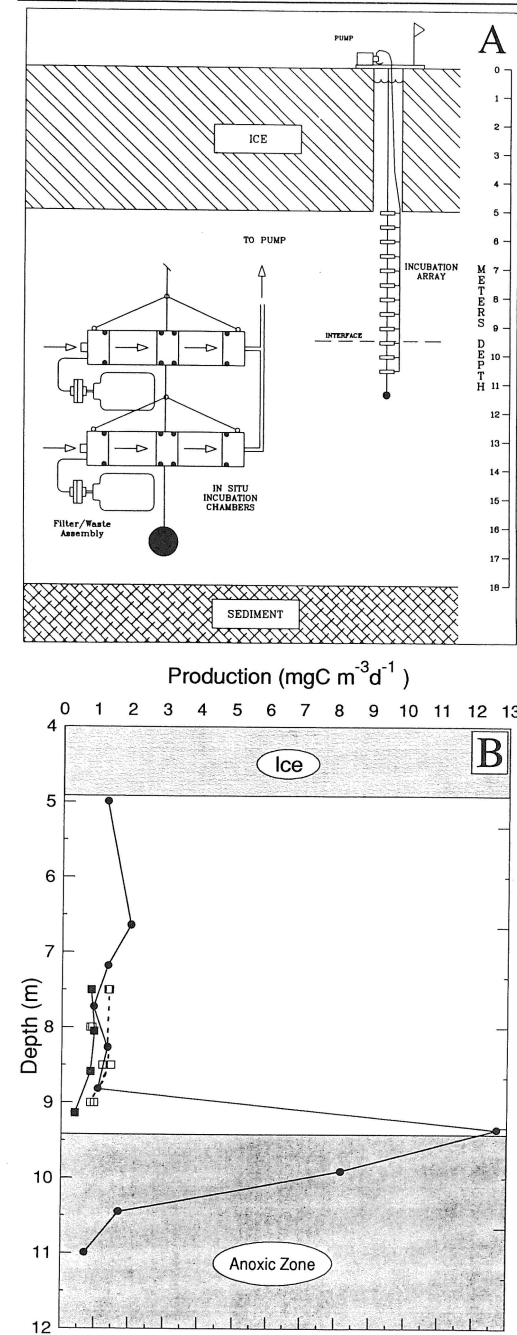 PUMP
A
0
1
2
3
4
5
6
7
8
9
10
11
12
13
14
15
16
17
18
METERS DEPTH
ICE
TO PUMP
INCUBATION
ARRAY
INTERFACE
IN SITU
INCUBATION
CHAMBERS
Filter/Waste
Assembly
SEDIMENT
Production (mgC m⁻³d⁻¹ )
0 1 2 3 4 5 6 7 8 9 10 11 12 13
B
Ice
Depth (m)
4
5
6
7
8
9
10
11
12
Anoxic Zone